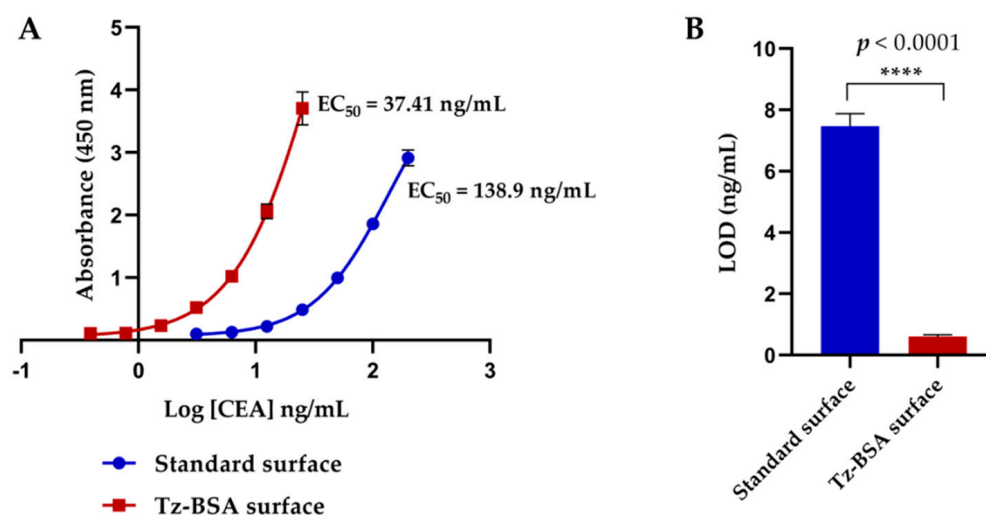 A
5
4
3
2
1
-1
0
1
2
3
Absorbance (450 nm)
Log [CEA] ng/mL
EC₅₀ = 37.41 ng/mL
EC₅₀ = 138.9 ng/mL
Standard surface
Tz-BSA surface
B
p < 0.0001
****
10
8
6
4
2
0
LOD (ng/mL)
Standard surface
Tz-BSA surface